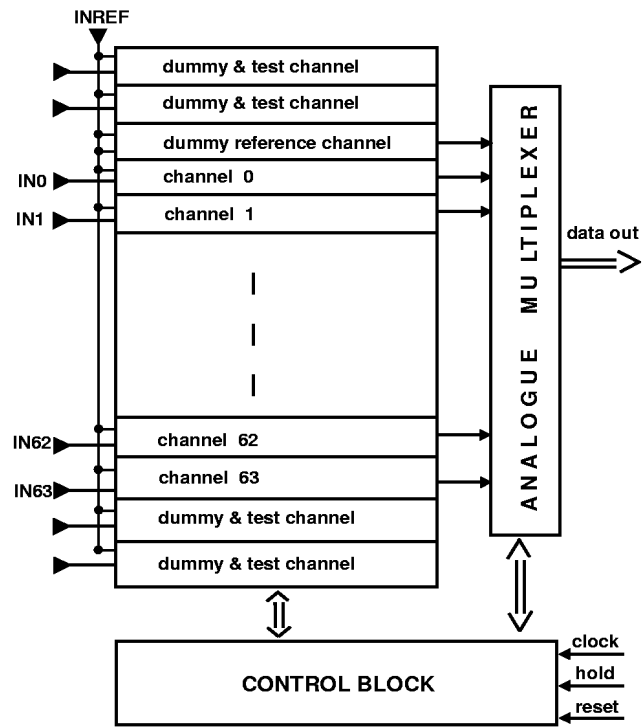 INREF
dummy & test channel
dummy & test channel
dummy reference channel
IN0
channel 0
IN1
channel 1
data out
ANALOGUE MULTIPLEXER
IN62
channel 62
IN63
channel 63
dummy & test channel
dummy & test channel
CONTROL BLOCK
clock
hold
reset